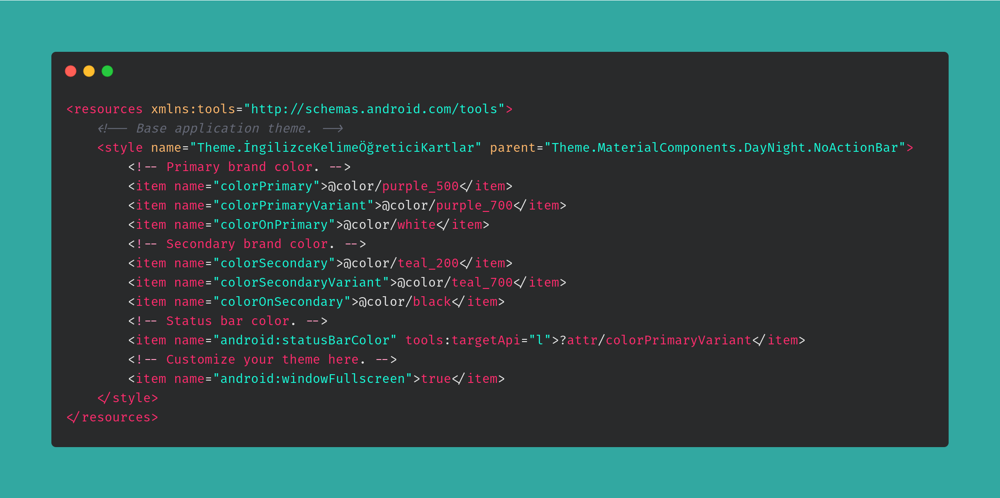 <resources xmlns:tools="http://schemas.android.com/tools">
    <!-- Base application theme. -->
    <style name="Theme.İngilizceKelimeÖğreticiKartlar" parent="Theme.MaterialComponents.DayNight.NoActionBar">
        <!-- Primary brand color. -->
        <item name="colorPrimary">@color/purple_500</item>
        <item name="colorPrimaryVariant">@color/purple_700</item>
        <item name="colorOnPrimary">@color/white</item>
        <!-- Secondary brand color. -->
        <item name="colorSecondary">@color/teal_200</item>
        <item name="colorSecondaryVariant">@color/teal_700</item>
        <item name="colorOnSecondary">@color/black</item>
        <!-- Status bar color. -->
        <item name="android:statusBarColor" tools:targetApi="l">?attr/colorPrimaryVariant</item>
        <!-- Customize your theme here. -->
        <item name="android:windowFullscreen">true</item>
    </style>
</resources>